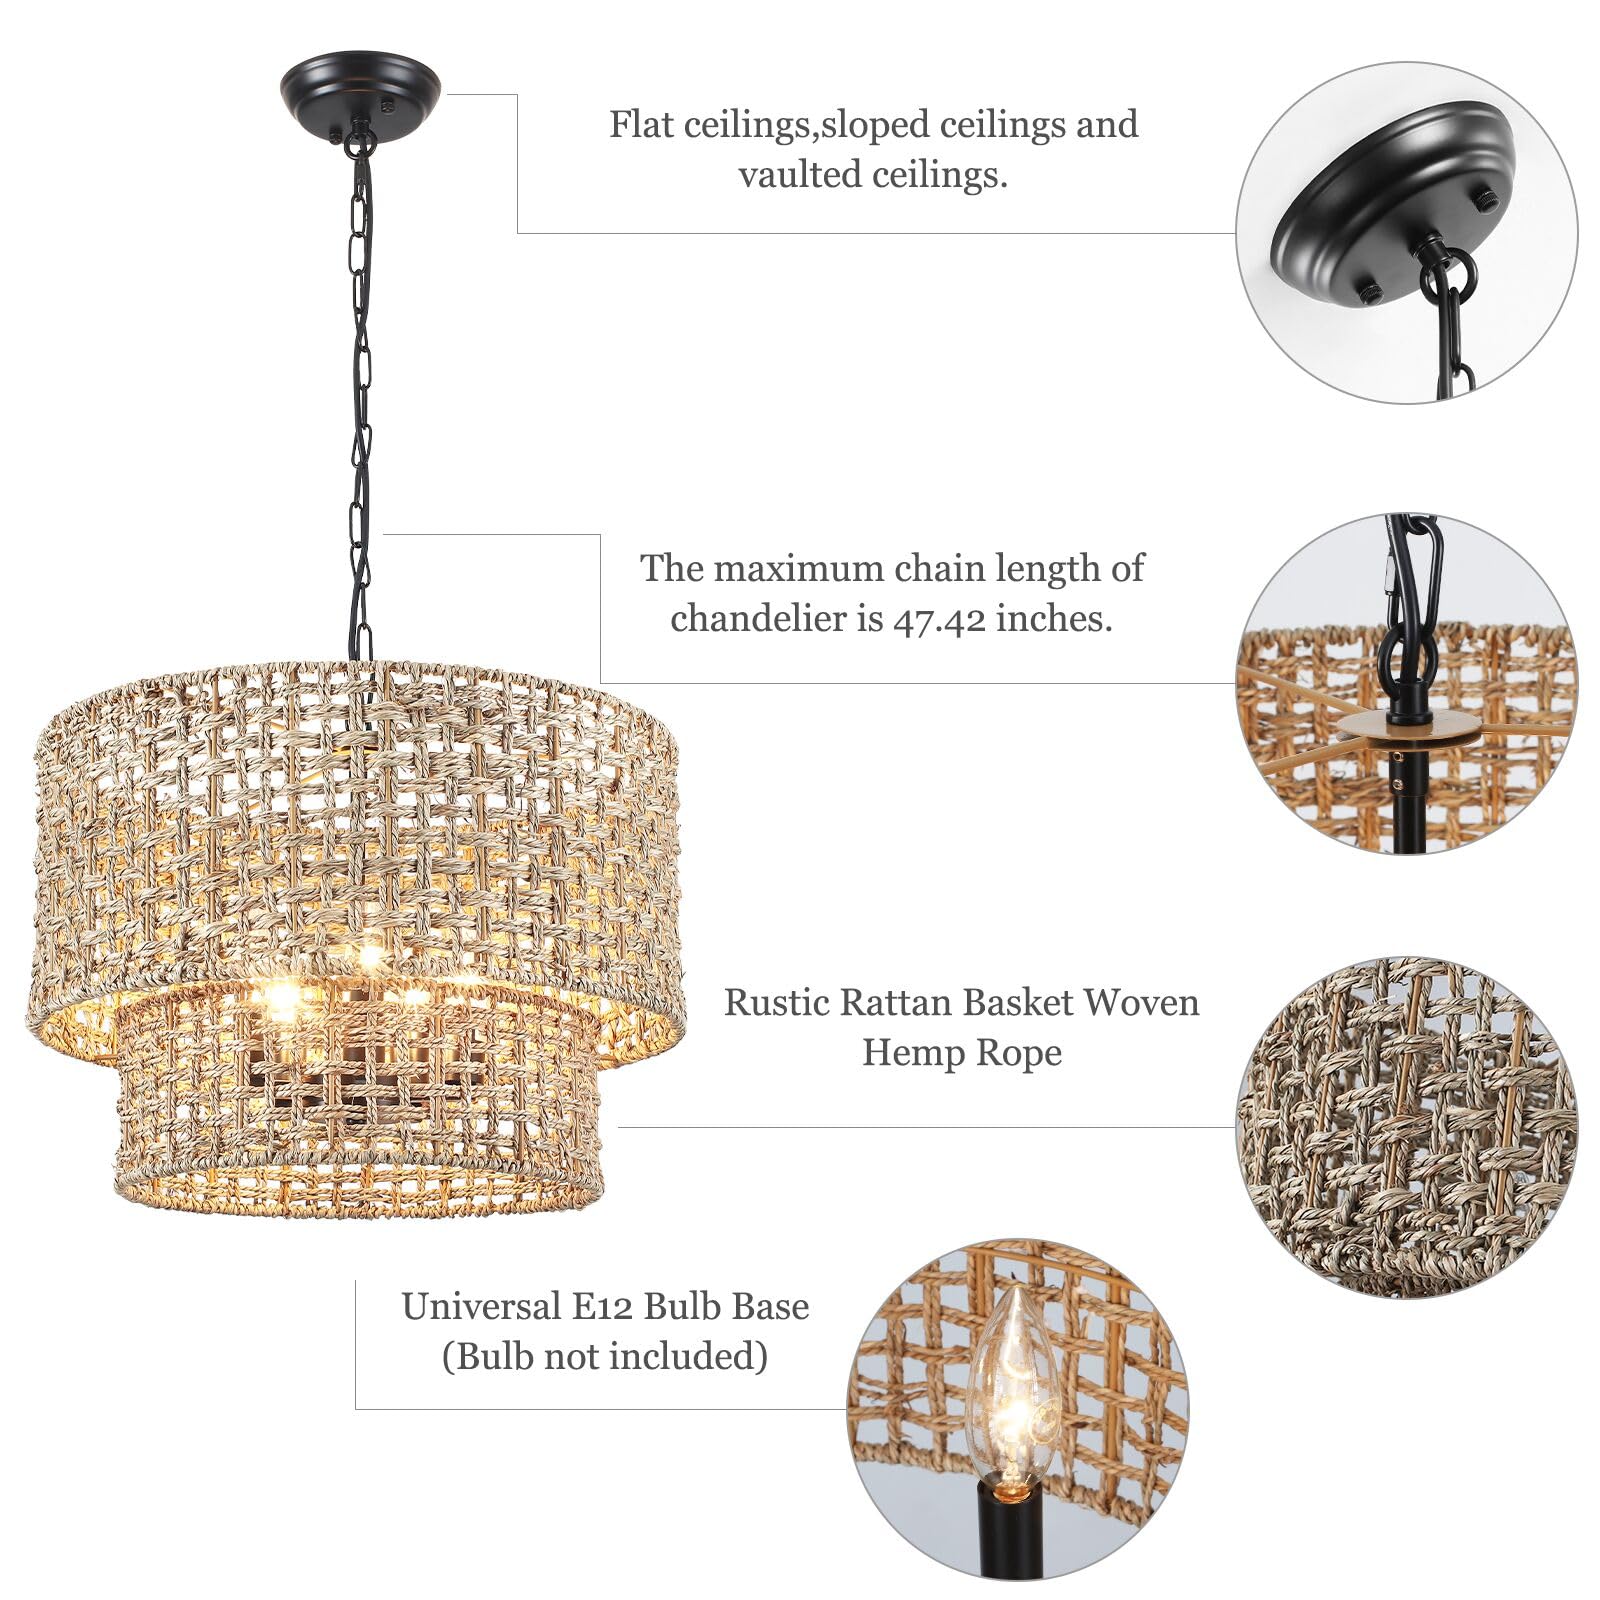 Flat ceilings,sloped ceilings and
vaulted ceilings.
The maximum chain length of
chandelier is 47.42 inches.
Rustic Rattan Basket Woven
Hemp Rope
Universal E12 Bulb Base
(Bulb not included)